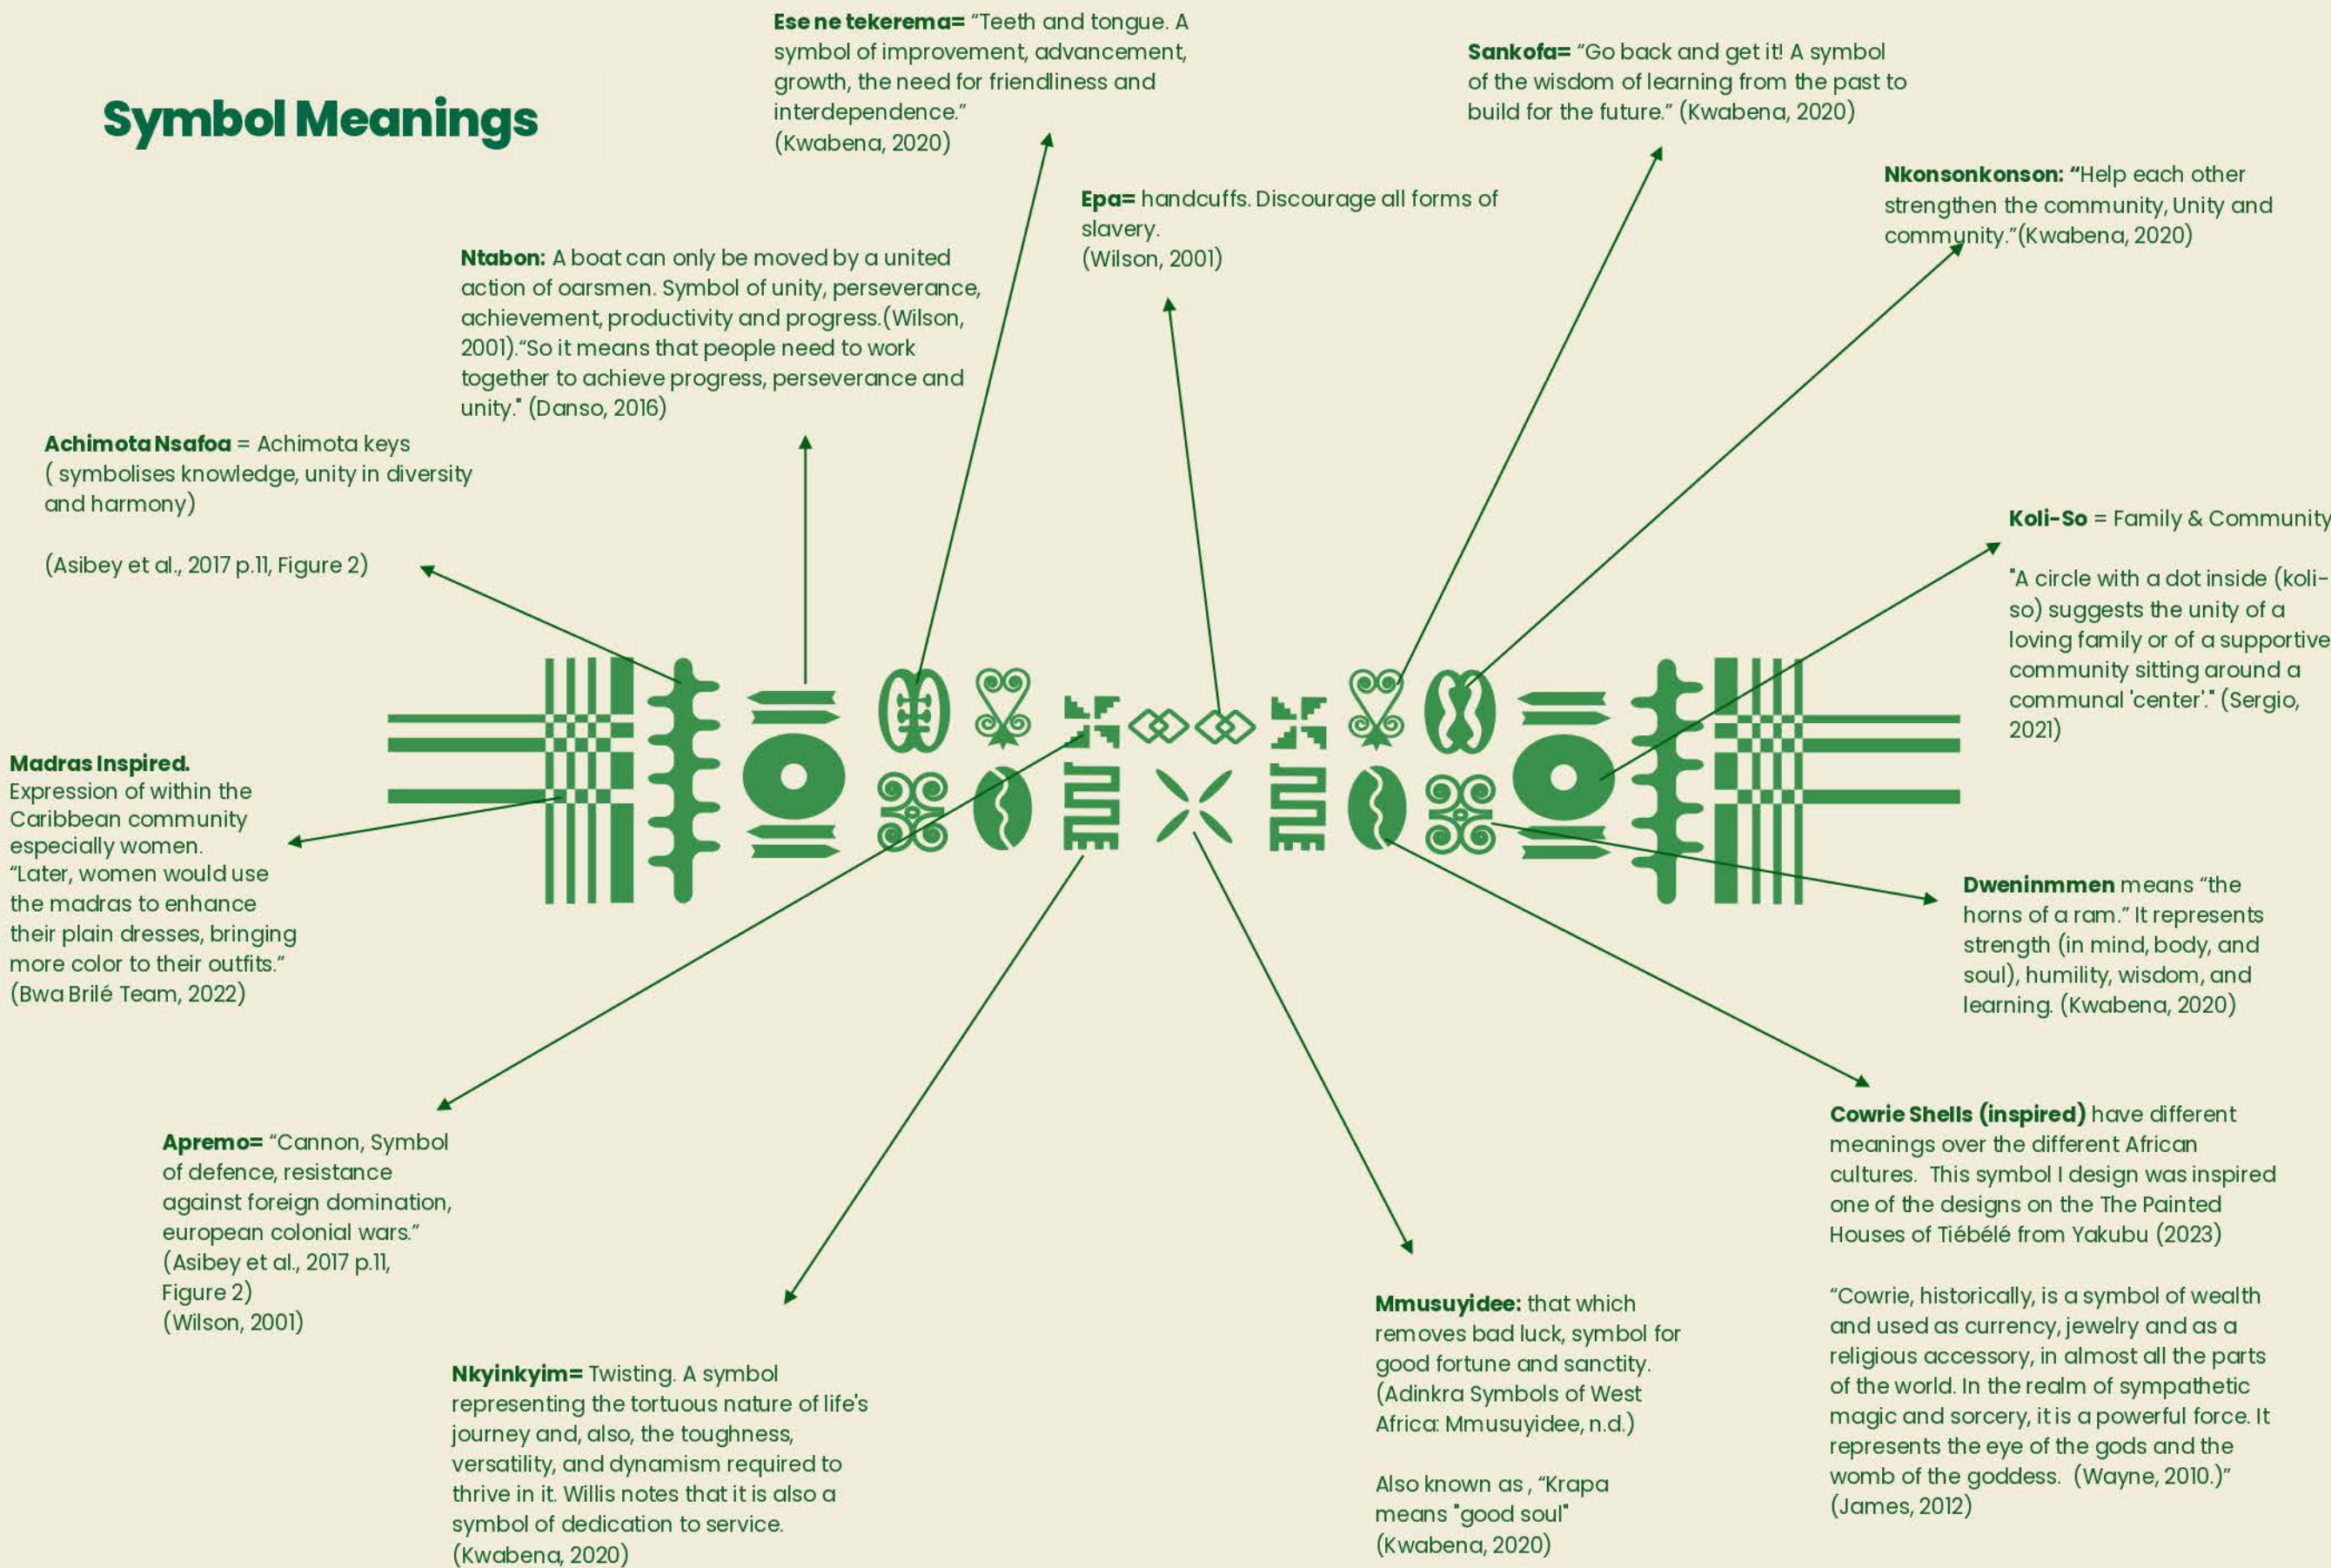 Symbol Meanings
Ese ne tekerema= “Teeth and tongue. A
symbol of improvement, advancement,
growth, the need for friendliness and
interdependence.”
(Kwabena, 2020)
Sankofa= “Go back and get it! A symbol
of the wisdom of learning from the past to
build for the future.” (Kwabena, 2020)
Nkonsonkonson: “Help each other
strengthen the community, Unity and
community.”(Kwabena, 2020)
Epa= handcuffs. Discourage all forms of
slavery.
(Wilson, 2001)
Ntabon: A boat can only be moved by a united
action of oarsmen. Symbol of unity, perseverance,
achievement, productivity and progress.(Wilson,
2001).“So it means that people need to work
together to achieve progress, perseverance and
unity." (Danso, 2016)
Achimota Nsafoa = Achimota keys
( symbolises knowledge, unity in diversity
and harmony)
(Asibey et al., 2017 p.11, Figure 2)
Koli-So = Family & Community
"A circle with a dot inside (koli-
so) suggests the unity of a
loving family or of a supportive
community sitting around a
communal 'center'." (Sergio,
2021)
Madras Inspired.
Expression of within the
Caribbean community
especially women.
“Later, women would use
the madras to enhance
their plain dresses, bringing
more color to their outfits.”
(Bwa Brilé Team, 2022)
Dweninmmen means “the
horns of a ram.” It represents
strength (in mind, body, and
soul), humility, wisdom, and
learning. (Kwabena, 2020)
Apremo= “Cannon, Symbol
of defence, resistance
against foreign domination,
european colonial wars.”
(Asibey et al., 2017 p.11,
Figure 2)
(Wilson, 2001)
Nkyinkyim= Twisting. A symbol
representing the tortuous nature of life's
journey and, also, the toughness,
versatility, and dynamism required to
thrive in it. Willis notes that it is also a
symbol of dedication to service.
(Kwabena, 2020)
Mmusuyidee: that which
removes bad luck, symbol for
good fortune and sanctity.
(Adinkra Symbols of West
Africa: Mmusuyidee, n.d.)
Also known as , “Krapa
means "good soul"
(Kwabena, 2020)
Cowrie Shells (inspired) have different
meanings over the different African
cultures.  This symbol I design was inspired
one of the designs on the The Painted
Houses of Tiébélé from Yakubu (2023)
“Cowrie, historically, is a symbol of wealth
and used as currency, jewelry and as a
religious accessory, in almost all the parts
of the world. In the realm of sympathetic
magic and sorcery, it is a powerful force. It
represents the eye of the gods and the
womb of the goddess.  (Wayne, 2010.)”
(James, 2012)